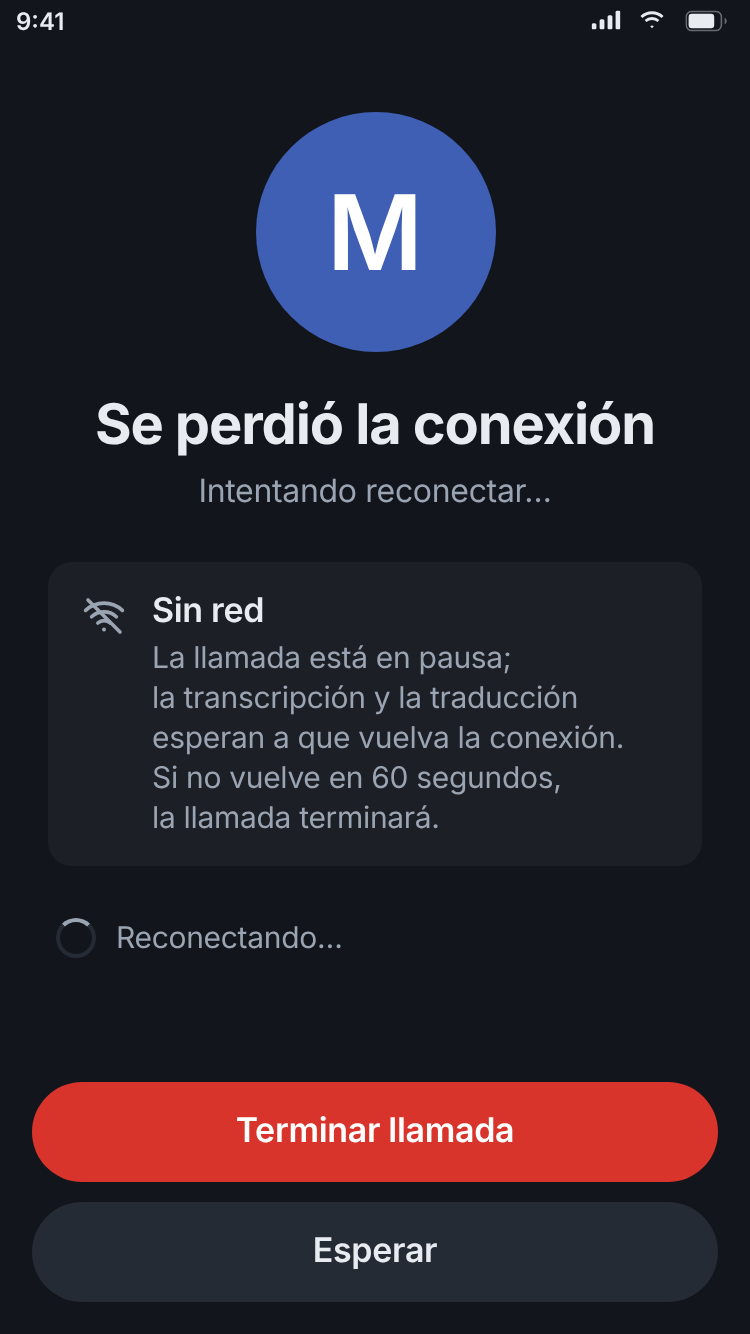 9:41
M
Se perdió la conexión
Intentando reconectar...
Sin red
La llamada está en pausa;
la transcripción y la traducción
esperan a que vuelva la conexión.
Si no vuelve en 60 segundos,
la llamada terminará.
Reconectando...
Terminar llamada
Esperar